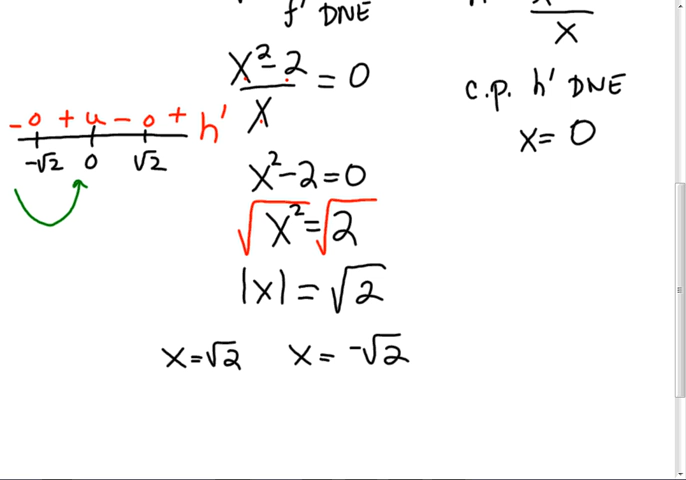 f' DNE
x
x² - 2 / x = 0
c.p. h' DNE
x = 0
- 0 + u - 0 + h'
-√2 0 √2
x² - 2 = 0
√x² = √2
|x| = √2
x = √2 x = -√2